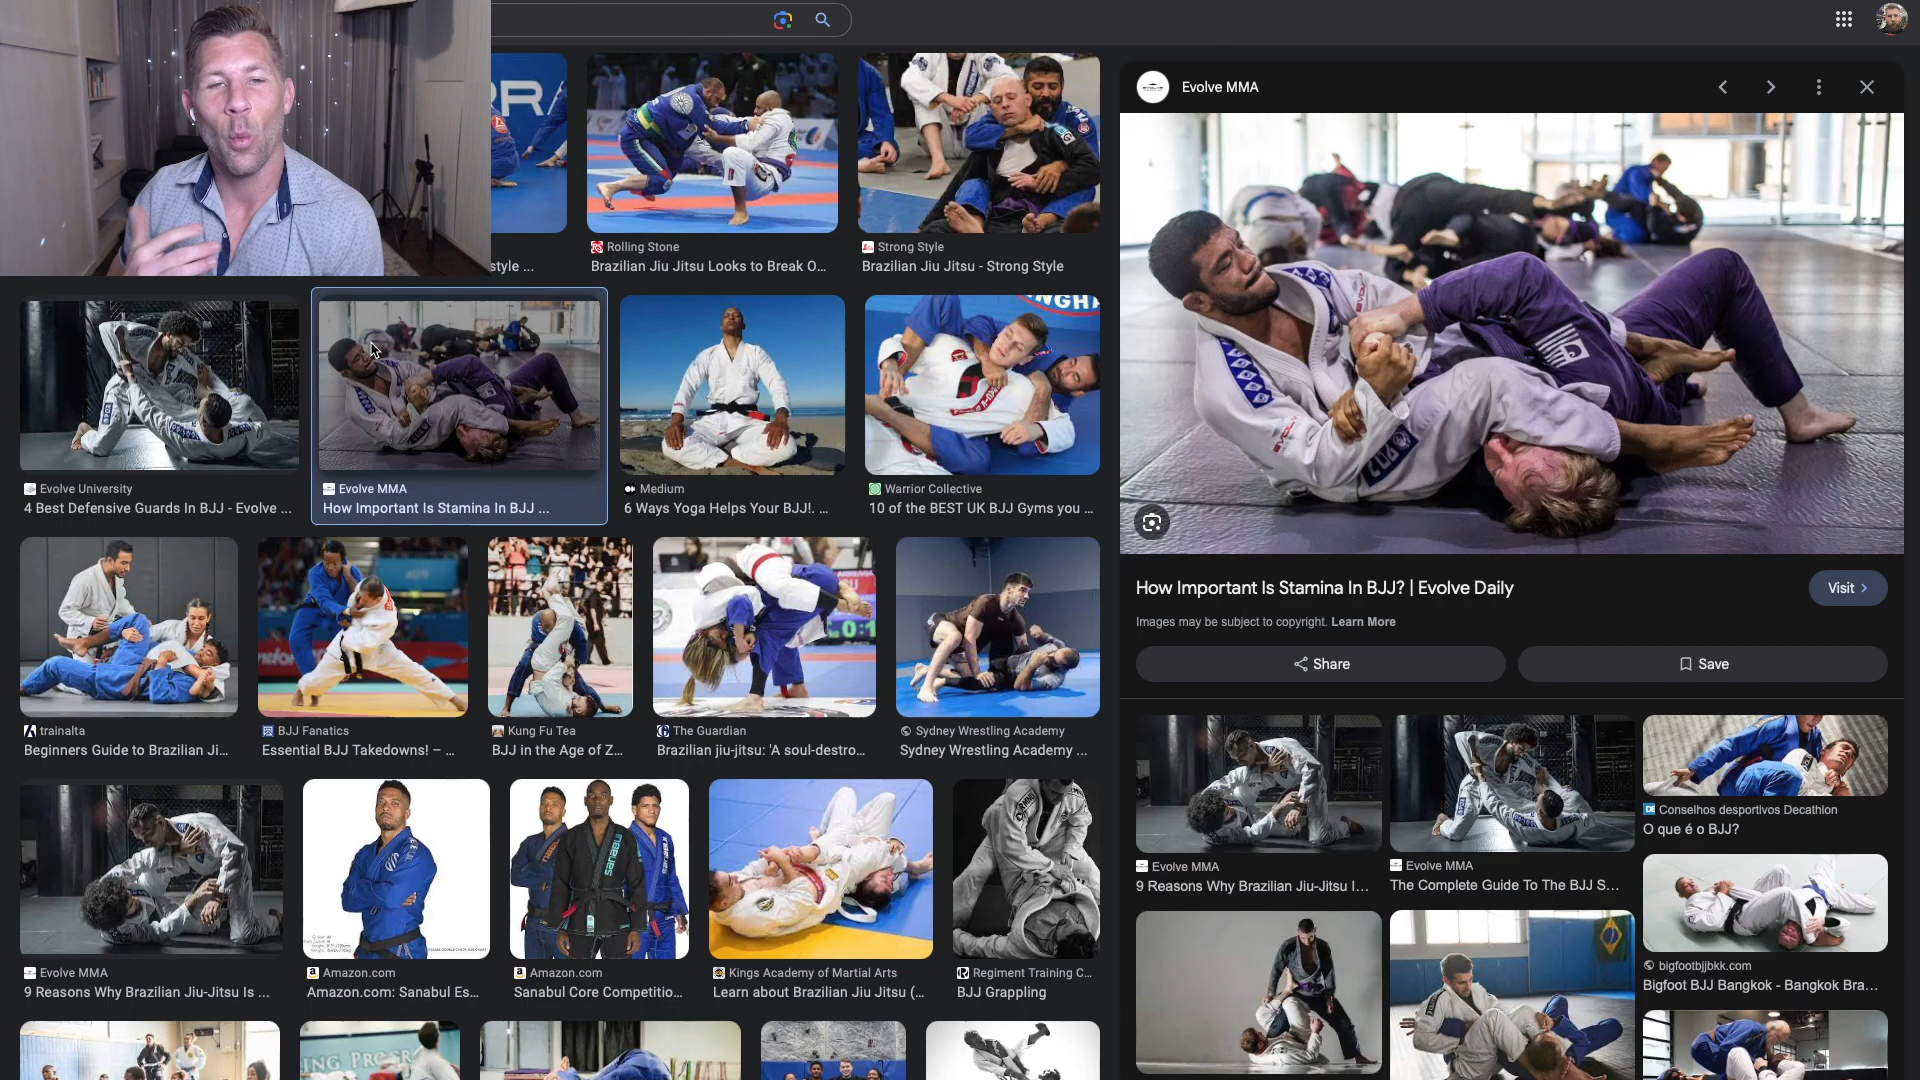 Evolve MMA
style ...
Rolling Stone
Brazilian Jiu Jitsu Looks to Break O...
Strong Style
Brazilian Jiu Jitsu - Strong Style
Evolve University
4 Best Defensive Guards In BJJ - Evolve ...
Evolve MMA
How Important Is Stamina In BJJ ...
Medium
6 Ways Yoga Helps Your BJJ!. ...
Warrior Collective
10 of the BEST UK BJJ Gyms you ...
How Important Is Stamina In BJJ? | Evolve Daily
Visit
Images may be subject to copyright. Learn More
Share
Save
trainalta
Beginners Guide to Brazilian Ji...
BJJ Fanatics
Essential BJJ Takedowns! – ...
Kung Fu Tea
BJJ in the Age of Z...
The Guardian
Brazilian jiu-jitsu: 'A soul-destro...
Sydney Wrestling Academy
Sydney Wrestling Academy ...
Evolve MMA
9 Reasons Why Brazilian Jiu-Jitsu Is ...
Amazon.com
Amazon.com: Sanabul Es...
Amazon.com
Sanabul Core Competitio...
Kings Academy of Martial Arts
Learn about Brazilian Jiu Jitsu (...
Regiment Training C...
BJJ Grappling
Evolve MMA
9 Reasons Why Brazilian Jiu-Jitsu I...
Evolve MMA
The Complete Guide To The BJJ S...
Conselhos desportivos Decathlon
O que é o BJJ?
bigfootbjjbkk.com
Bigfoot BJJ Bangkok - Bangkok Bra...